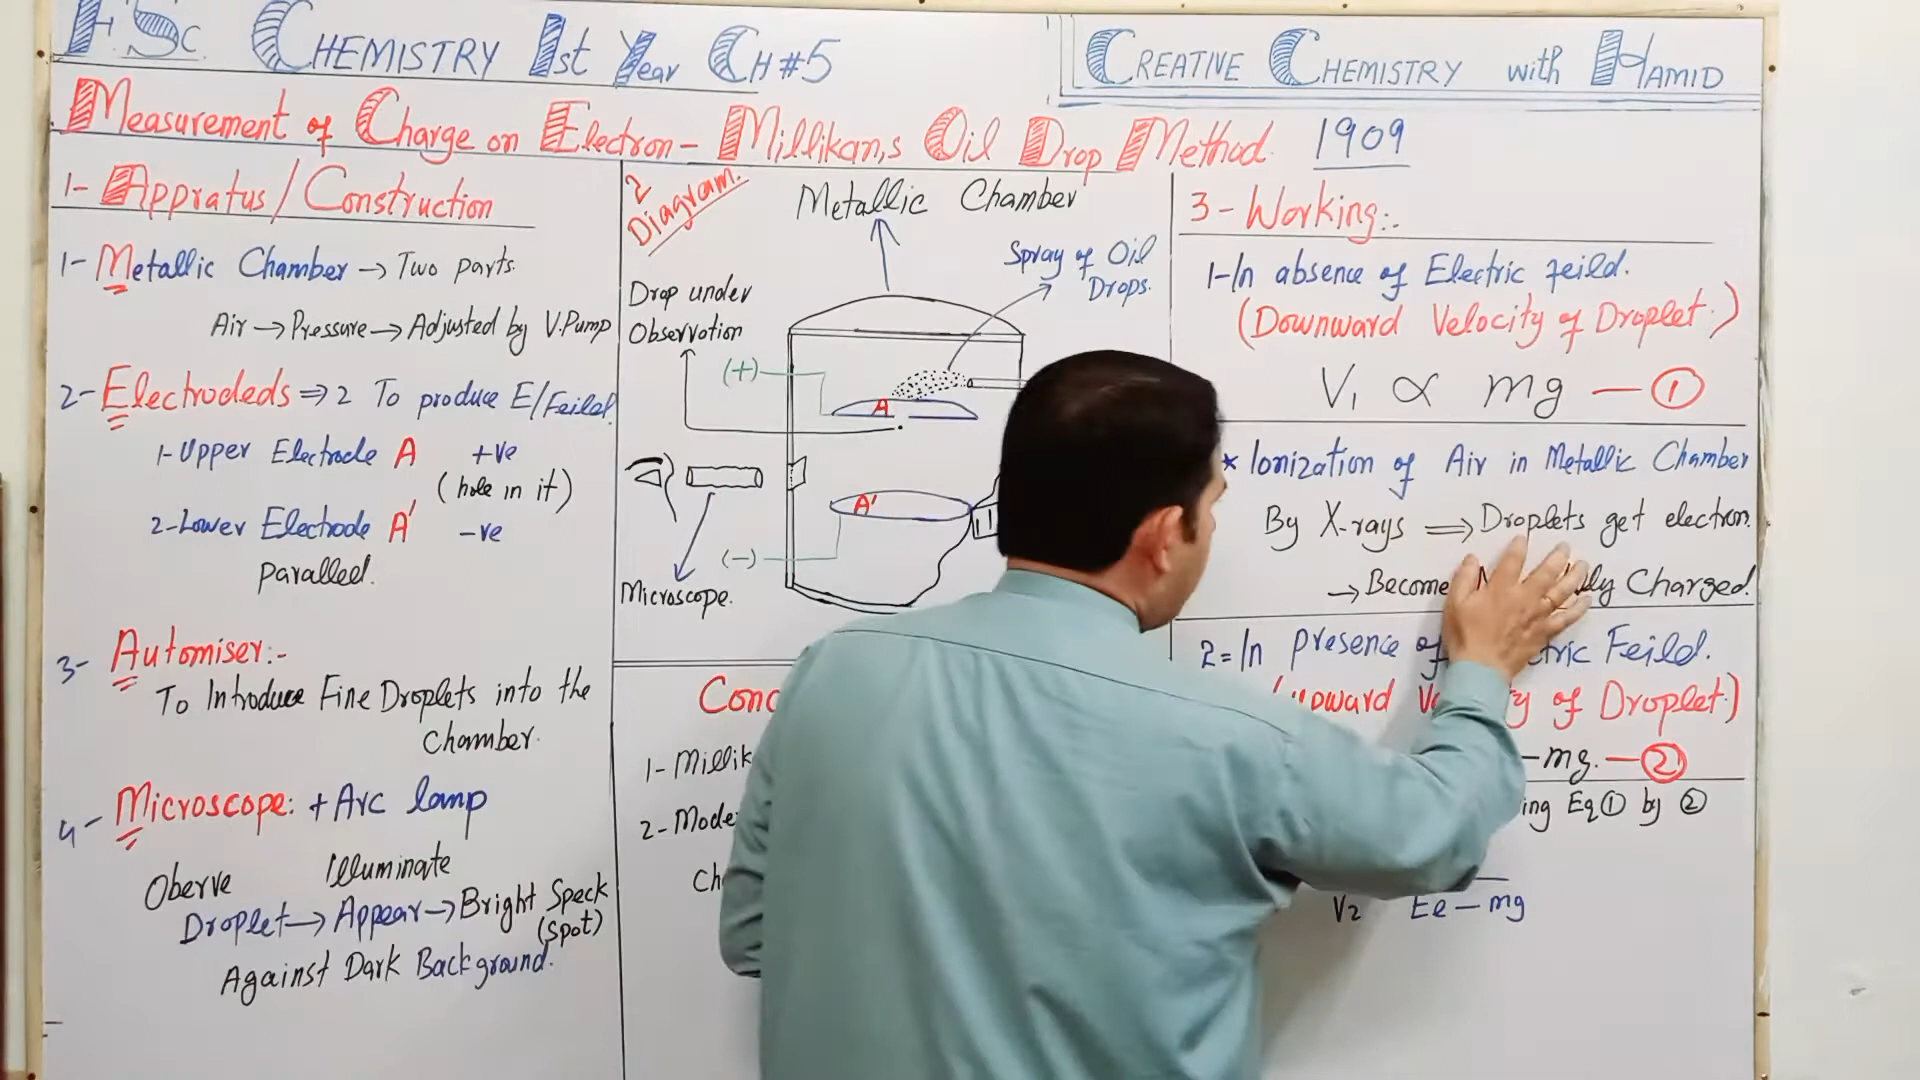 F.Sc. CHEMISTRY 1st Year CH#5
CREATIVE CHEMISTRY with HAMID
Measurement of Charge on Electron - Millikan,s Oil Drop Method. 1909
1- Appratus/Construction
1- Metallic Chamber → Two parts.
Air → Pressure → Adjusted by V.Pump
2- Electrodeds ⇒ 2 To produce E/Feild
1-Upper Electrode A +ve
(hole in it)
2-Lower Electrode A' -ve
Paralled.
3- Automiser:-
To Introduce Fine Droplets into the
Chamber.
4- Microscope: + Arc lamp
Oberve Illuminate
Droplet → Appear → Bright Speck
(spot)
Against Dark Background.
2
Diagram.
Metallic Chamber
Spray of Oil
Drops.
Drop under
Observation
(+)
A
A'
(-)
Microscope.
1- Millik
2- Mode
3- Working:-
1-In absence of Electric feild.
(Downward Velocity of Droplet.)
V1 ∝ mg — 1
* Ionization of Air in Metallic Chamber
By X-rays ⇒ Droplets get electron.
→ Become ly Charged.
2= In presence of tric Feild.
of Droplet.)
-mg. — 2
ing Eq 1 by 2
V2 Ee - mg